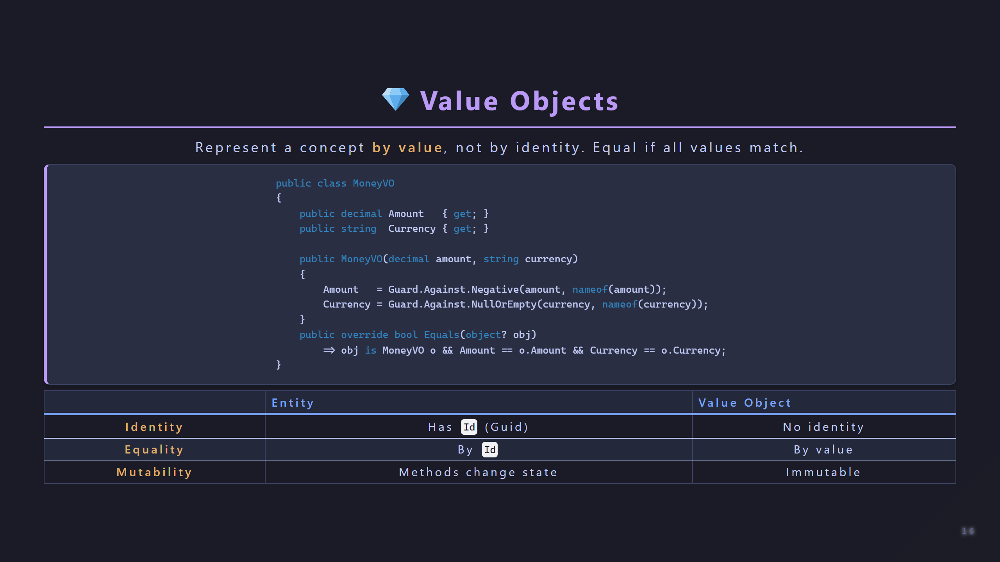 💎 Value Objects
Represent a concept by value, not by identity. Equal if all values match.
public class MoneyVO
{
    public decimal Amount   { get; }
    public string  Currency { get; }

    public MoneyVO(decimal amount, string currency)
    {
        Amount   = Guard.Against.Negative(amount, nameof(amount));
        Currency = Guard.Against.NullOrEmpty(currency, nameof(currency));
    }
    public override bool Equals(object? obj)
        => obj is MoneyVO o && Amount == o.Amount && Currency == o.Currency;
}
Entity Value Object
Identity Has Id (Guid) No identity
Equality By Id By value
Mutability Methods change state Immutable
16